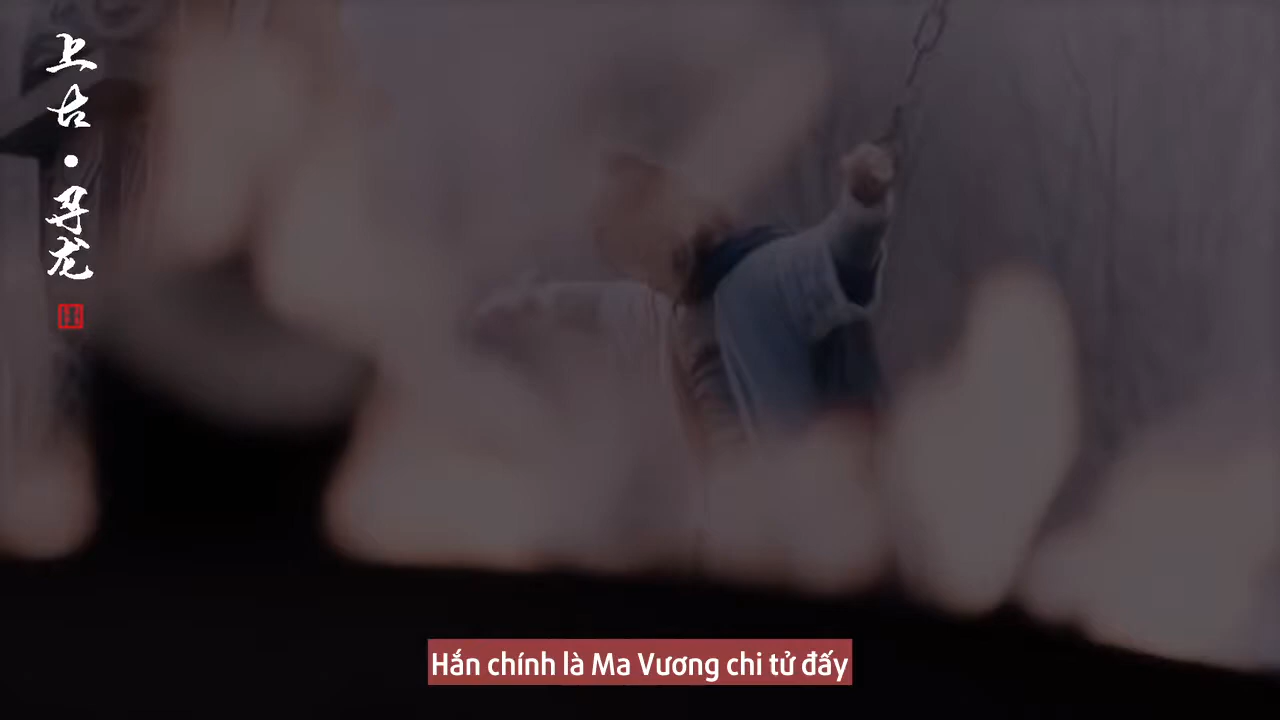 上古·寻龙
Hắn chính là Ma Vương chi tử đấy